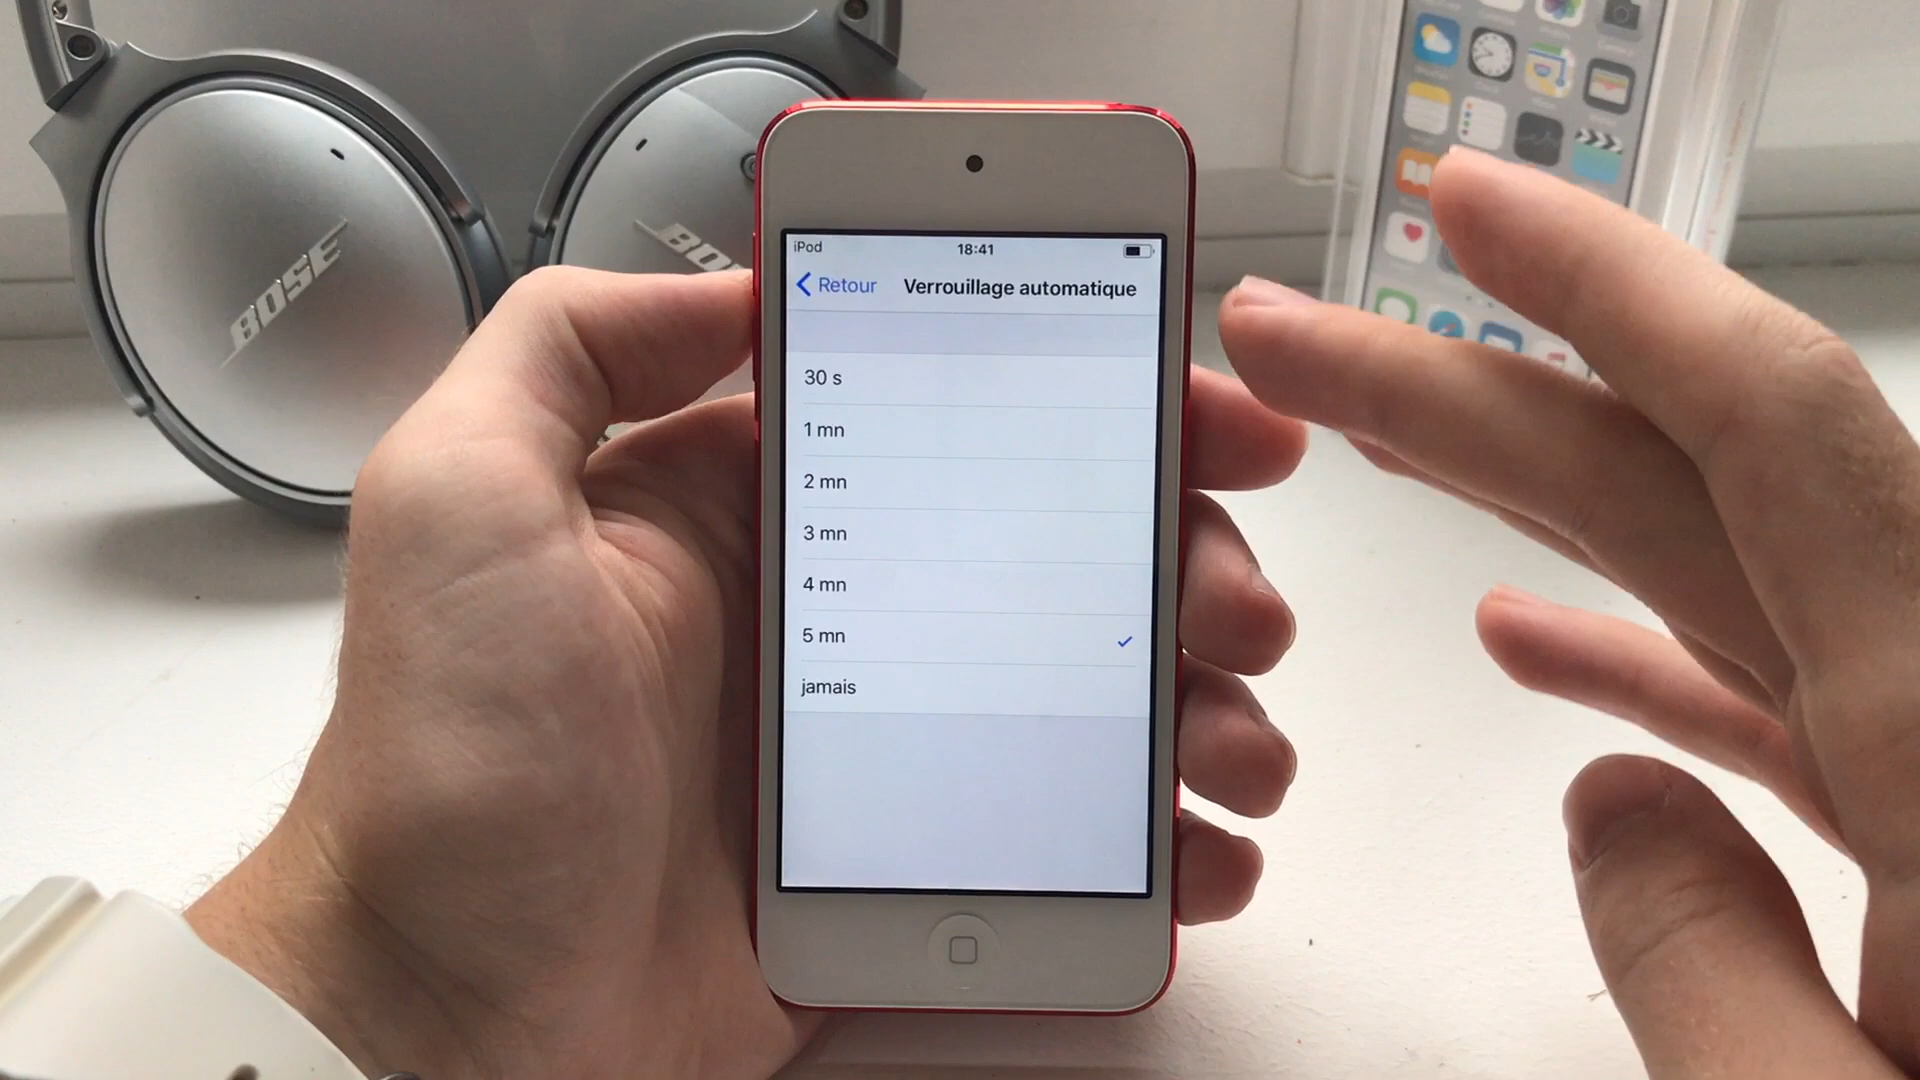 BOSE
BOS
iPod
18:41
Retour
Verrouillage automatique
30 s
1 mn
2 mn
3 mn
4 mn
5 mn
jamais